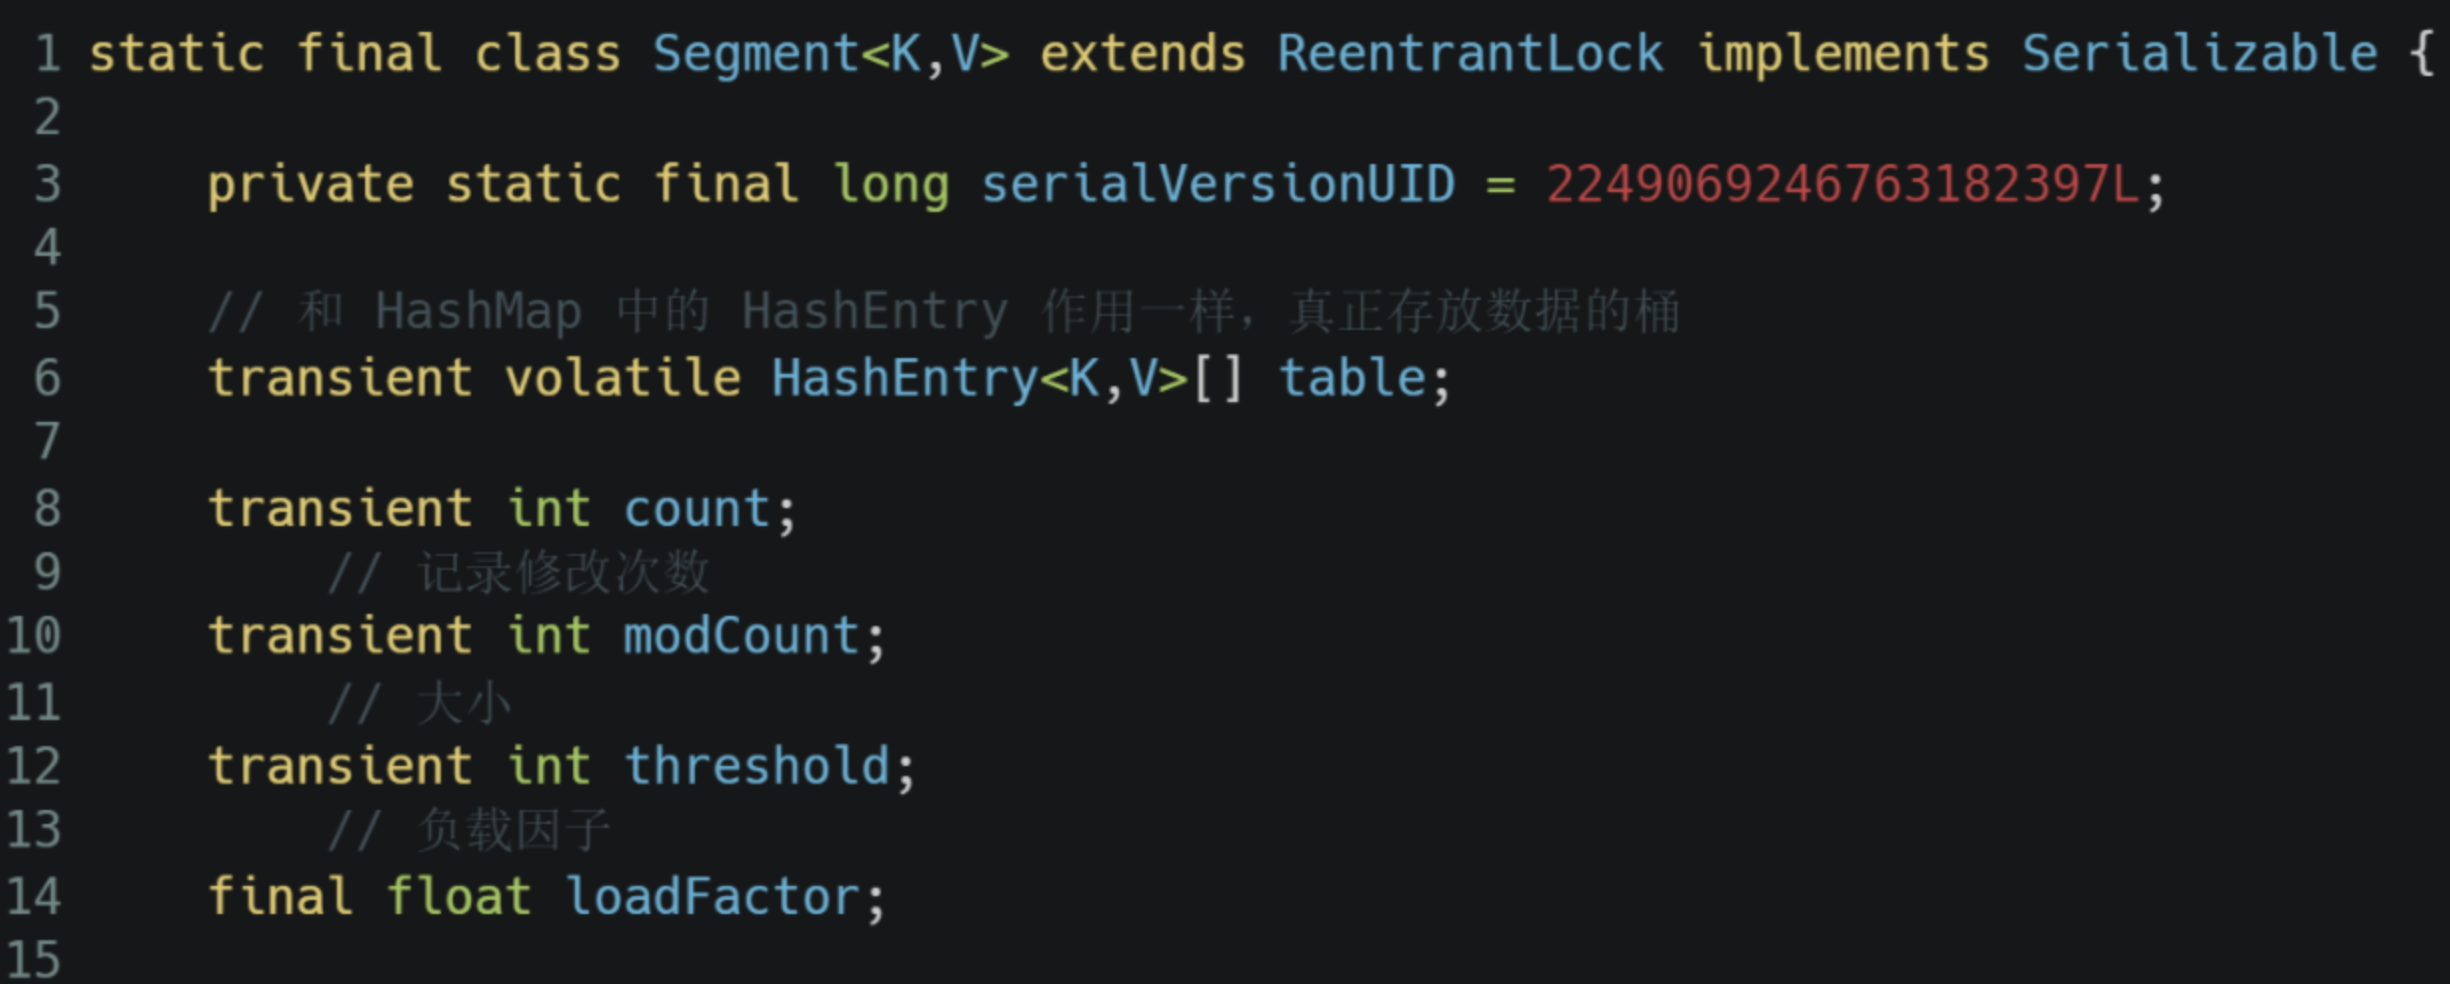 1 static final class Segment<K,V> extends ReentrantLock implements Serializable {
2
3     private static final long serialVersionUID = 2249069246763182397L;
4
5     // 和 HashMap 中的 HashEntry 作用一样，真正存放数据的桶
6     transient volatile HashEntry<K,V>[] table;
7
8     transient int count;
9         // 记录修改次数
10     transient int modCount;
11         // 大小
12     transient int threshold;
13         // 负载因子
14     final float loadFactor;
15